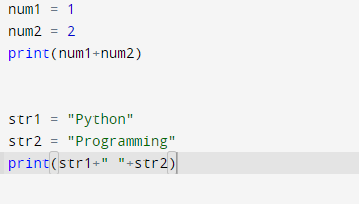 num1 = 1
num2 = 2
print(num1+num2)
str1 = "Python"
str2 = "Programming"
print(str1+" "+str2)